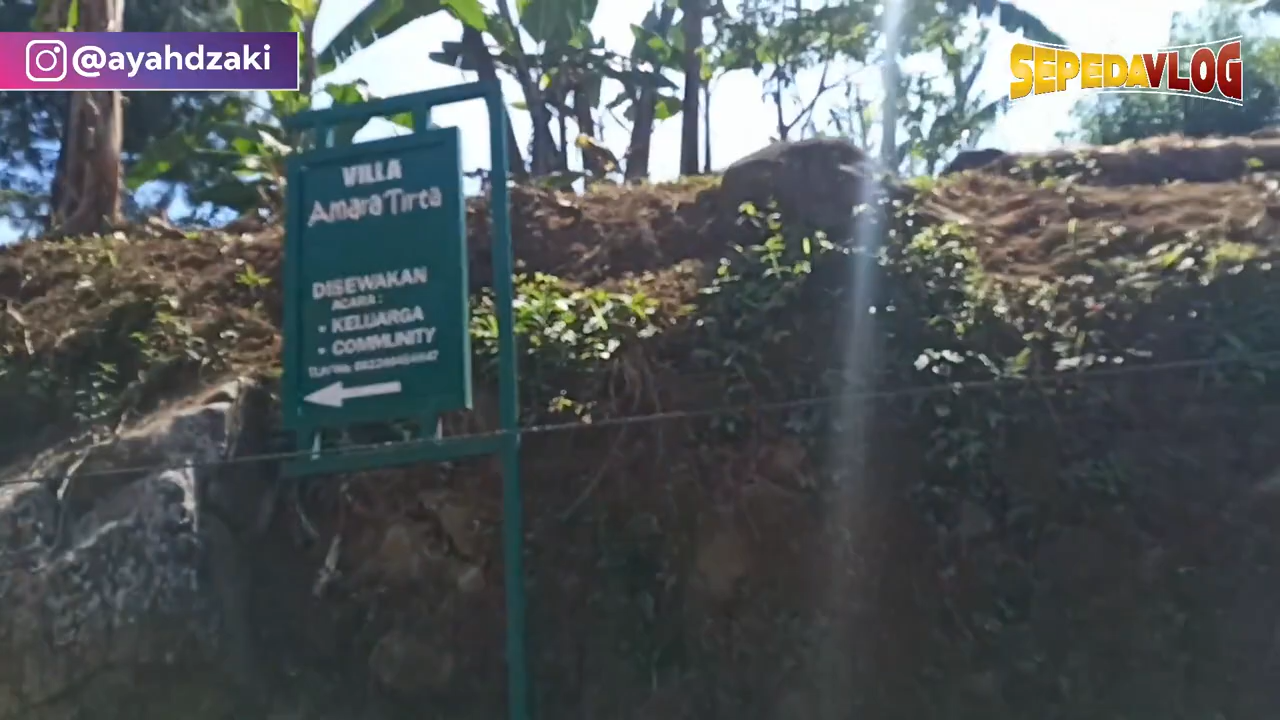 @ayahdzaki
SEPEDAVLOG
VILLA
Amara Tirta
DISEWAKAN
ACARA :
- KELUARGA
- COMMUNITY